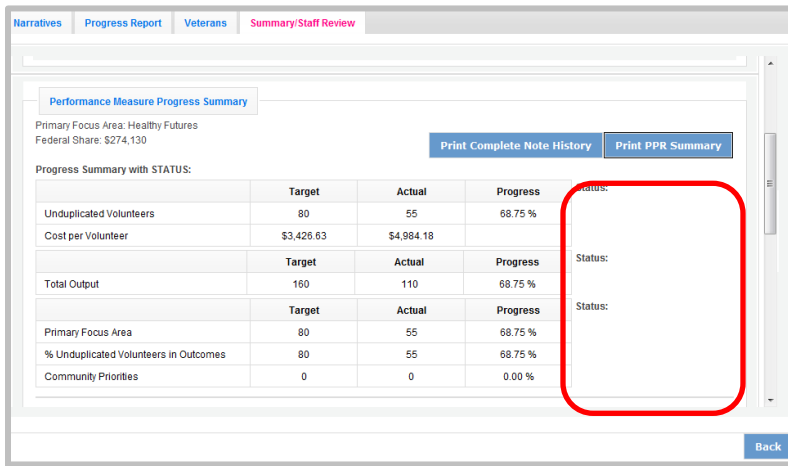 Narratives Progress Report Veterans Summary/Staff Review
Performance Measure Progress Summary
Primary Focus Area: Healthy Futures
Federal Share: $274,130
Print Complete Note History Print PPR Summary
Progress Summary with STATUS:
Target Actual Progress Status:
Unduplicated Volunteers 80 55 68.75 %
Cost per Volunteer $3,426.63 $4,984.18
Target Actual Progress Status:
Total Output 160 110 68.75 %
Target Actual Progress Status:
Primary Focus Area 80 55 68.75 %
% Unduplicated Volunteers in Outcomes 80 55 68.75 %
Community Priorities 0 0 0.00 %
Back